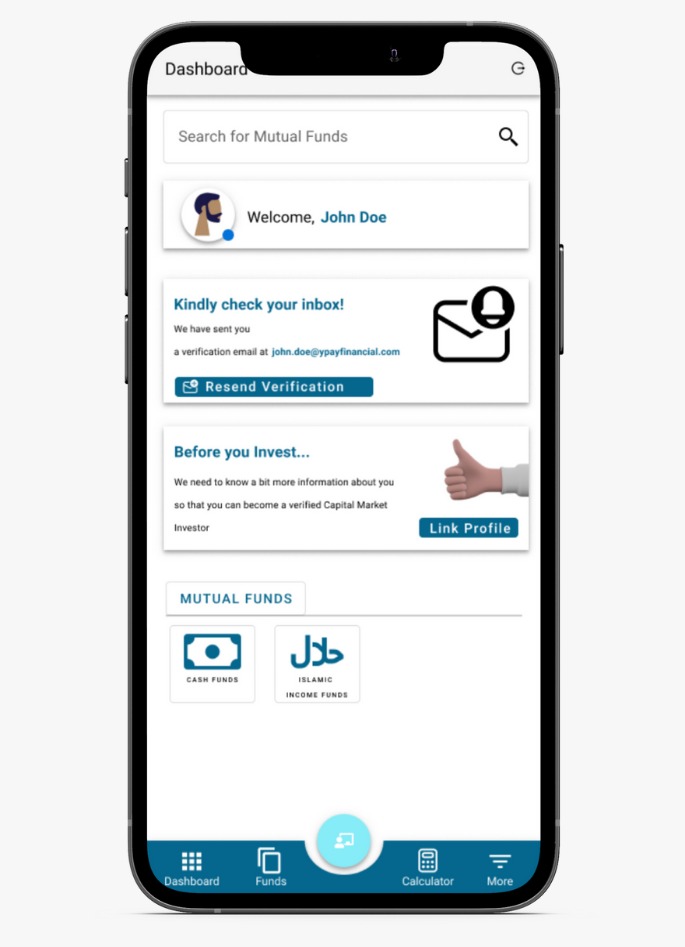 Dashboard
Search for Mutual Funds
Welcome, John Doe
Kindly check your inbox!
We have sent you
a verification email at john.doe@ypayfinancial.com
Resend Verification
Before you Invest...
We need to know a bit more information about you
so that you can become a verified Capital Market
Investor
Link Profile
MUTUAL FUNDS
حلال
CASH FUNDS
ISLAMIC
INCOME FUNDS
Dashboard
Funds
Calculator
More